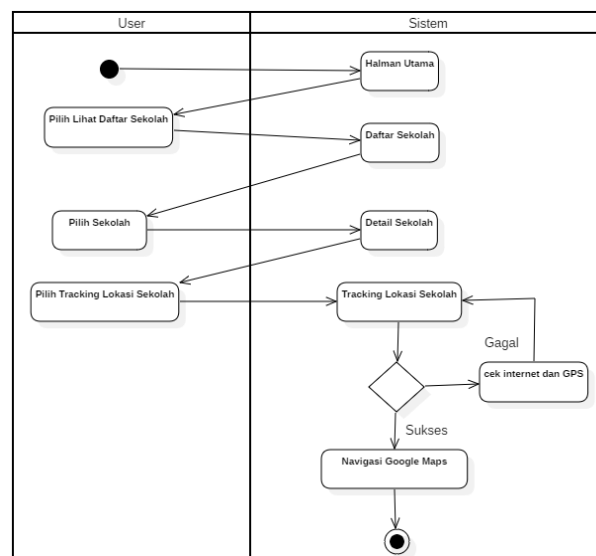 User
Sistem
Halman Utama
Pilih Lihat Daftar Sekolah
Daftar Sekolah
Pilih Sekolah
Detail Sekolah
Pilih Tracking Lokasi Sekolah
Tracking Lokasi Sekolah
Gagal
cek internet dan GPS
Sukses
Navigasi Google Maps